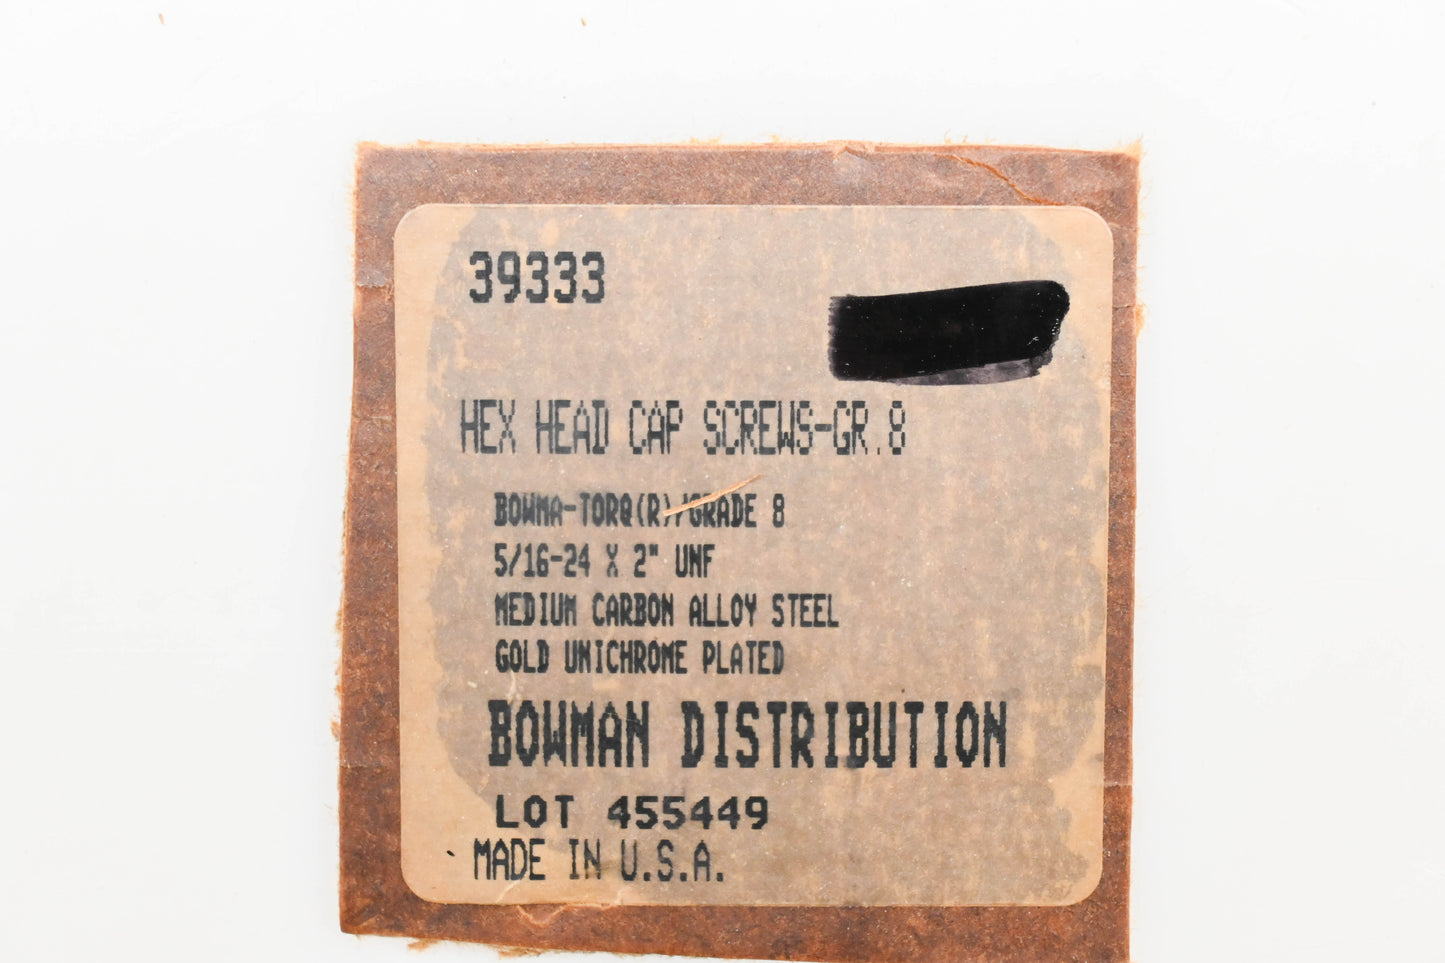 39333
HEX HEAD CAP SCREWS-GR.8
BOWMA-TORQ(R)/GRADE 8
5/16-24 X 2" UNF
MEDIUM CARBON ALLOY STEEL
GOLD UNICHROME PLATED
BOWMAN DISTRIBUTION
LOT 455449
MADE IN U.S.A.